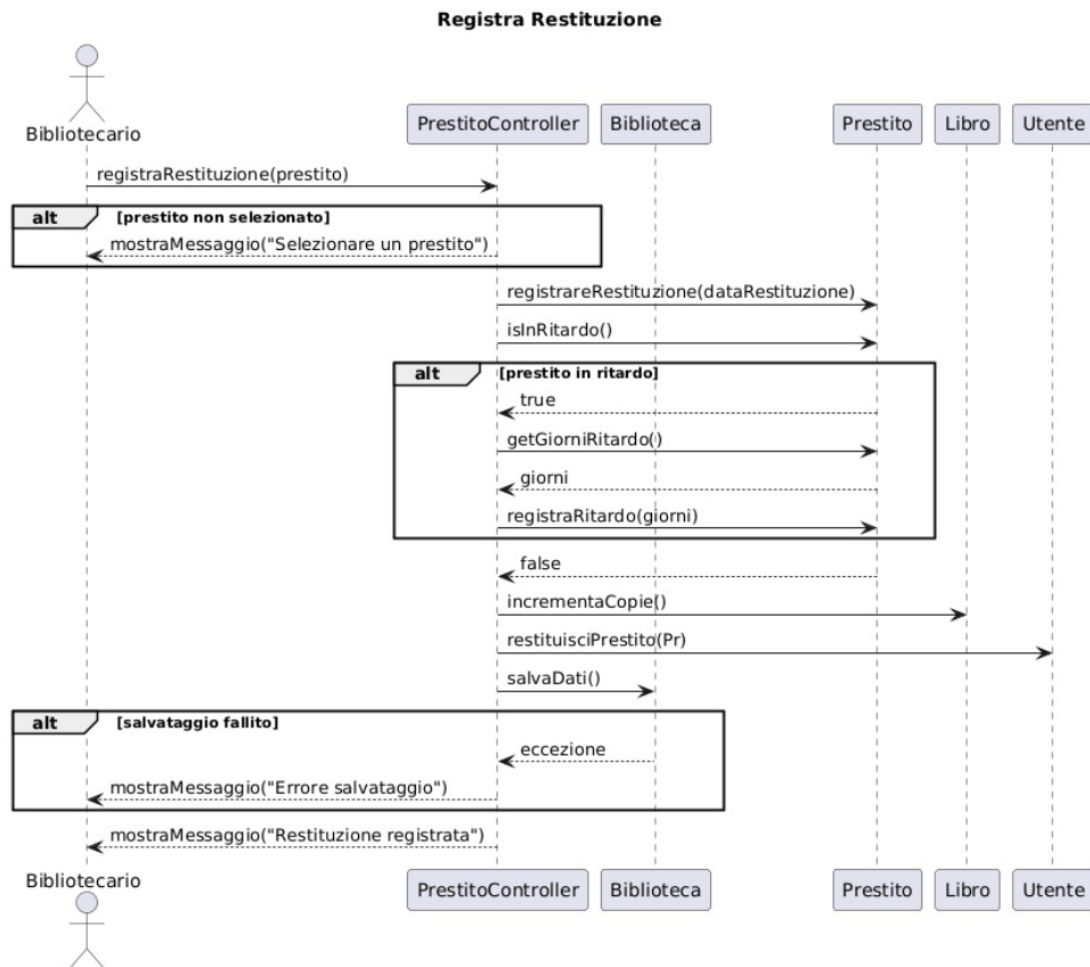 Registra Restituzione
Bibliotecario
PrestitoController
Biblioteca
Prestito
Libro
Utente
registraRestituzione(prestito)
alt [prestito non selezionato]
mostraMessaggio("Selezionare un prestito")
registrareRestituzione(dataRestituzione)
isInRitardo()
alt [prestito in ritardo]
true
getGiorniRitardo()
giorni
registraRitardo(giorni)
false
incrementaCopie()
restituisciPrestito(Pr)
salvaDati()
alt [salvataggio fallito]
eccezione
mostraMessaggio("Errore salvataggio")
mostraMessaggio("Restituzione registrata")
Bibliotecario
PrestitoController
Biblioteca
Prestito
Libro
Utente